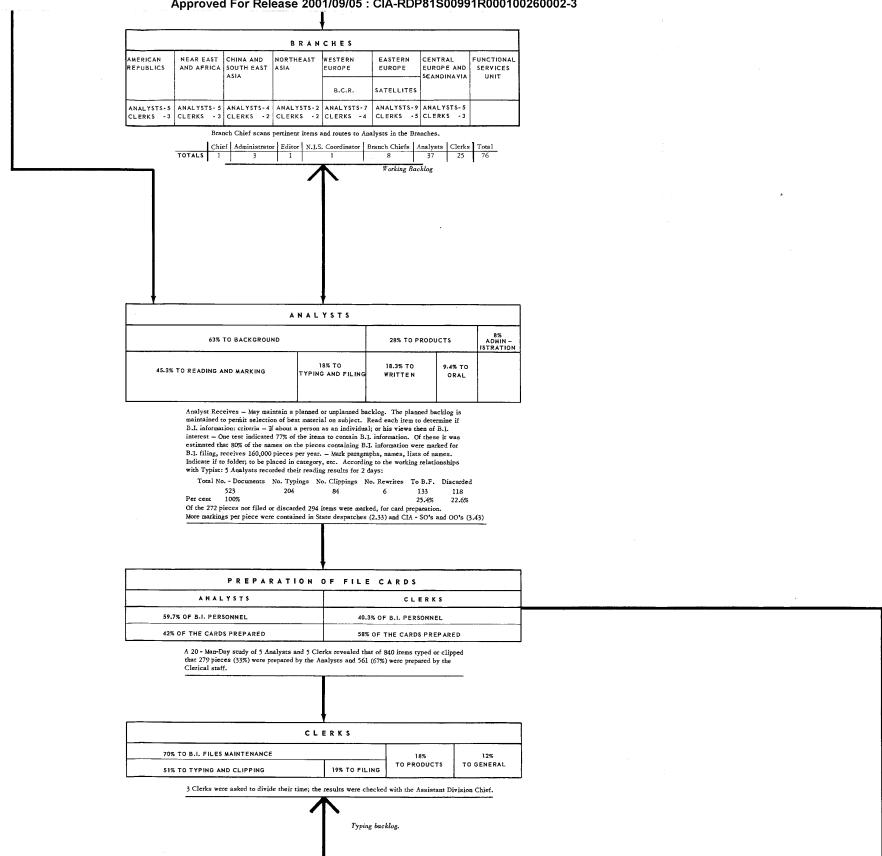 Approved For Release 2001/09/05 : CIA-RDP81S00991R000100260002-3
BRANCHES
AMERICAN REPUBLICS
NEAR EAST AND AFRICA
CHINA AND SOUTH EAST ASIA
NORTHEAST ASIA
WESTERN EUROPE
B.C.R.
EASTERN EUROPE
SATELLITES
CENTRAL EUROPE AND SCANDINAVIA
FUNCTIONAL SERVICES UNIT
ANALYSTS-5 ANALYSTS-5 ANALYSTS-4 ANALYSTS-2 ANALYSTS-7 ANALYSTS-9 ANALYSTS-5
CLERKS -3 CLERKS -3 CLERKS -2 CLERKS -2 CLERKS -4 CLERKS -5 CLERKS -3
Branch Chief scans pertinent items and routes to Analysts in the Branches.
Chief Administrator Editor N.I.S. Coordinator Branch Chiefs Analysts Clerks Total
TOTALS 1 3 1 1 8 37 25 76
Working Backlog
ANALYSTS
63% TO BACKGROUND
28% TO PRODUCTS
8% ADMIN-ISTRATION
45.3% TO READING AND MARKING
18% TO TYPING AND FILING
18.3% TO WRITTEN
9.4% TO ORAL
Analyst Receives – May maintain a planned or unplanned backlog. The planned backlog is
maintained to permit selection of best material on subject. Read each item to determine if
B.I. information: criteria – If about a person as an individual; or his views then of B.I.
interest – One test indicated 77% of the items to contain B.I. information. Of these it was
estimated that 80% of the names on the pieces containing B.I. information were marked for
B.I. filing, receives 160,000 pieces per year. – Mark paragraphs, names, lists of names.
Indicate if to folder; to be placed in category, etc. According to the working relationships
with Typist: 5 Analysts recorded their reading results for 2 days:
Total No. - Documents No. Typings No. Clippings No. Rewrites To B.F. Discarded
523 204 84 6 133 118
Per cent 100% 25.4% 22.6%
Of the 272 pieces not filed or discarded 294 items were marked, for card preparation.
More markings per piece were contained in State despatches (2.33) and CIA - SO's and OO's (3.43)
PREPARATION OF FILE CARDS
ANALYSTS CLERKS
59.7% OF B.I. PERSONNEL 40.3% OF B.I. PERSONNEL
42% OF THE CARDS PREPARED 58% OF THE CARDS PREPARED
A 20 - Man-Day study of 5 Analysts and 5 Clerks revealed that of 840 items typed or clipped
that 279 pieces (33%) were prepared by the Analysts and 561 (67%) were prepared by the
Clerical staff.
CLERKS
70% TO B.I. FILES MAINTENANCE
18% TO PRODUCTS
12% TO GENERAL
51% TO TYPING AND CLIPPING
19% TO FILING
3 Clerks were asked to divide their time; the results were checked with the Assistant Division Chief.
Typing backlog.